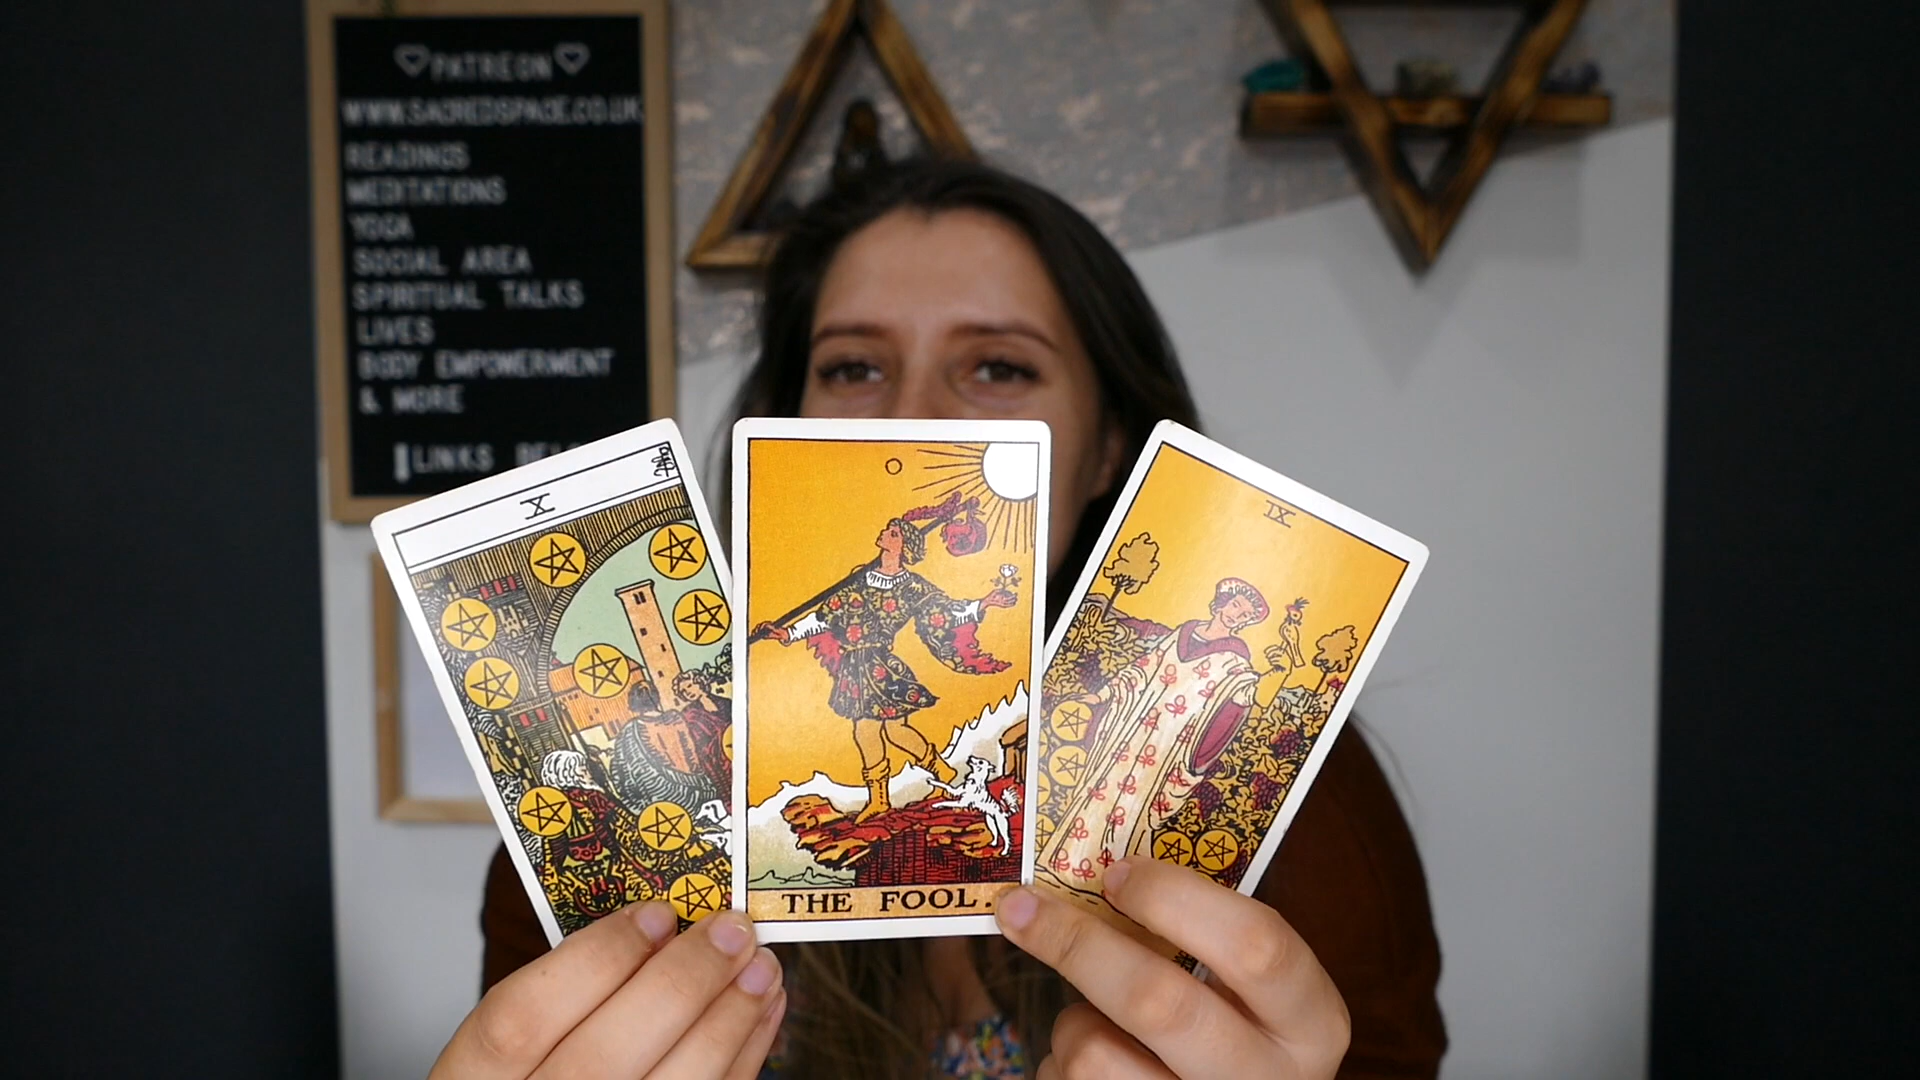 ♡PATREON♡
WWW.SACREDSPACE.CO.UK
READINGS
MEDITATIONS
YOGA
SOCIAL AREA
SPIRITUAL TALKS
LIVES
BODY EMPOWERMENT
& MORE
LINKS
X
IX
THE FOOL.